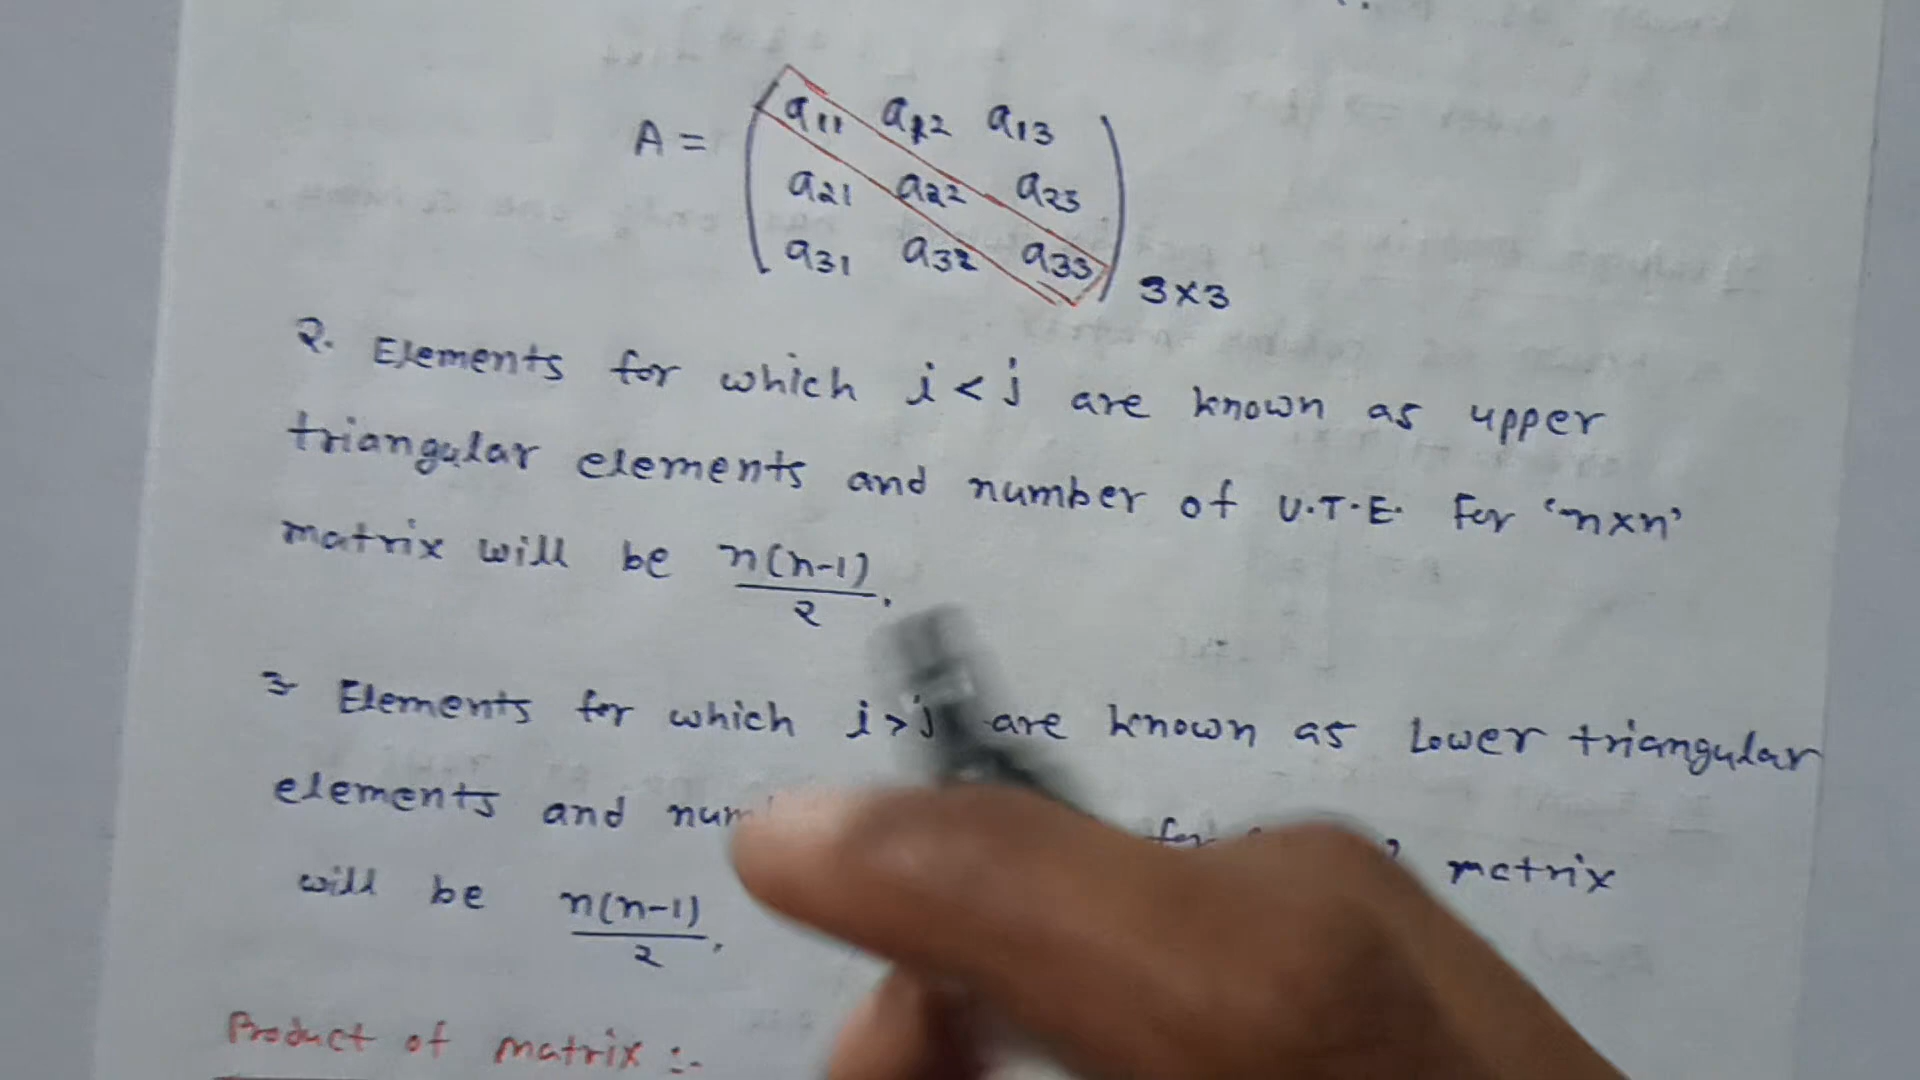 A = ( a11 a12 a13
a21 a22 a23
a31 a32 a33 ) 3×3
2. Elements for which i < j are known as upper
triangular elements and number of U.T.E. for 'n×n'
matrix will be n(n-1)/2.
3 Elements for which i>j are known as Lower triangular
elements and for matrix
will be n(n-1)/2.
Product of matrix :-